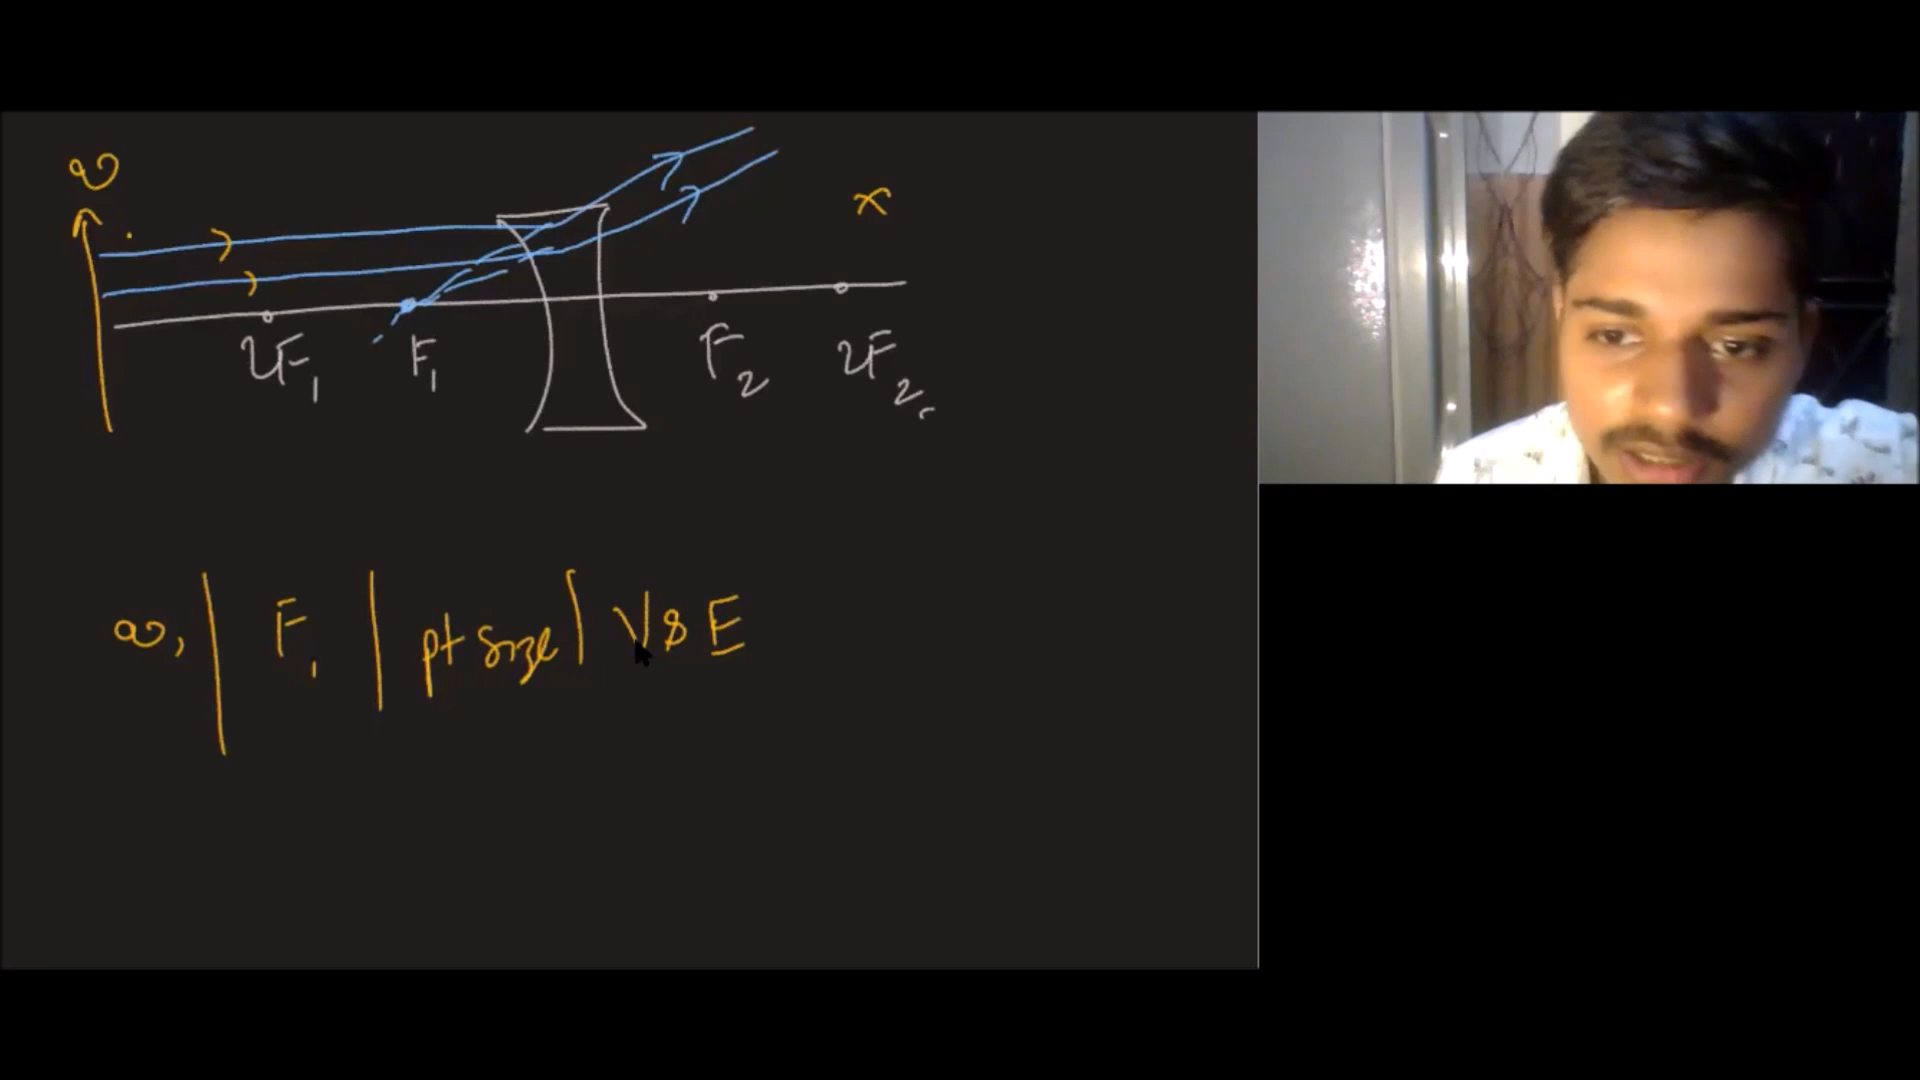 ∞
x
2F₁ F₁ F₂ 2F₂
∞, | F₁ | pt size | V & E